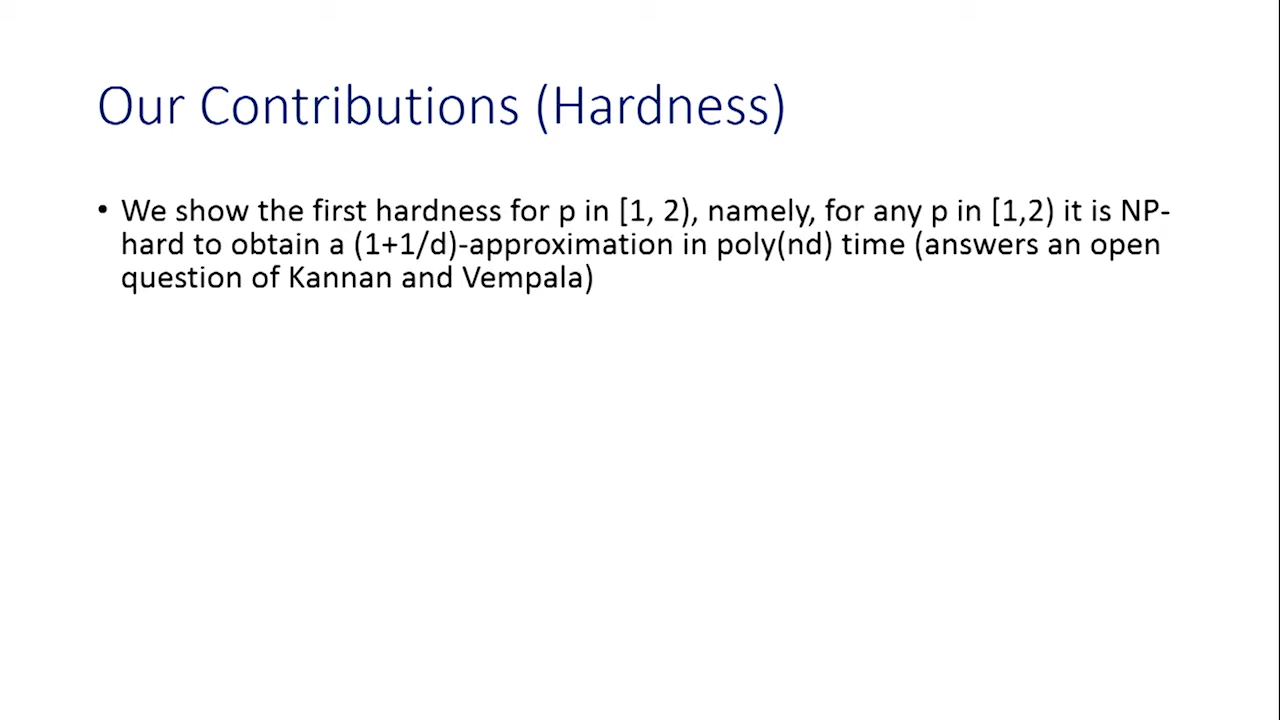 Our Contributions (Hardness)
• We show the first hardness for p in [1, 2), namely, for any p in [1,2) it is NP-
hard to obtain a (1+1/d)-approximation in poly(nd) time (answers an open
question of Kannan and Vempala)